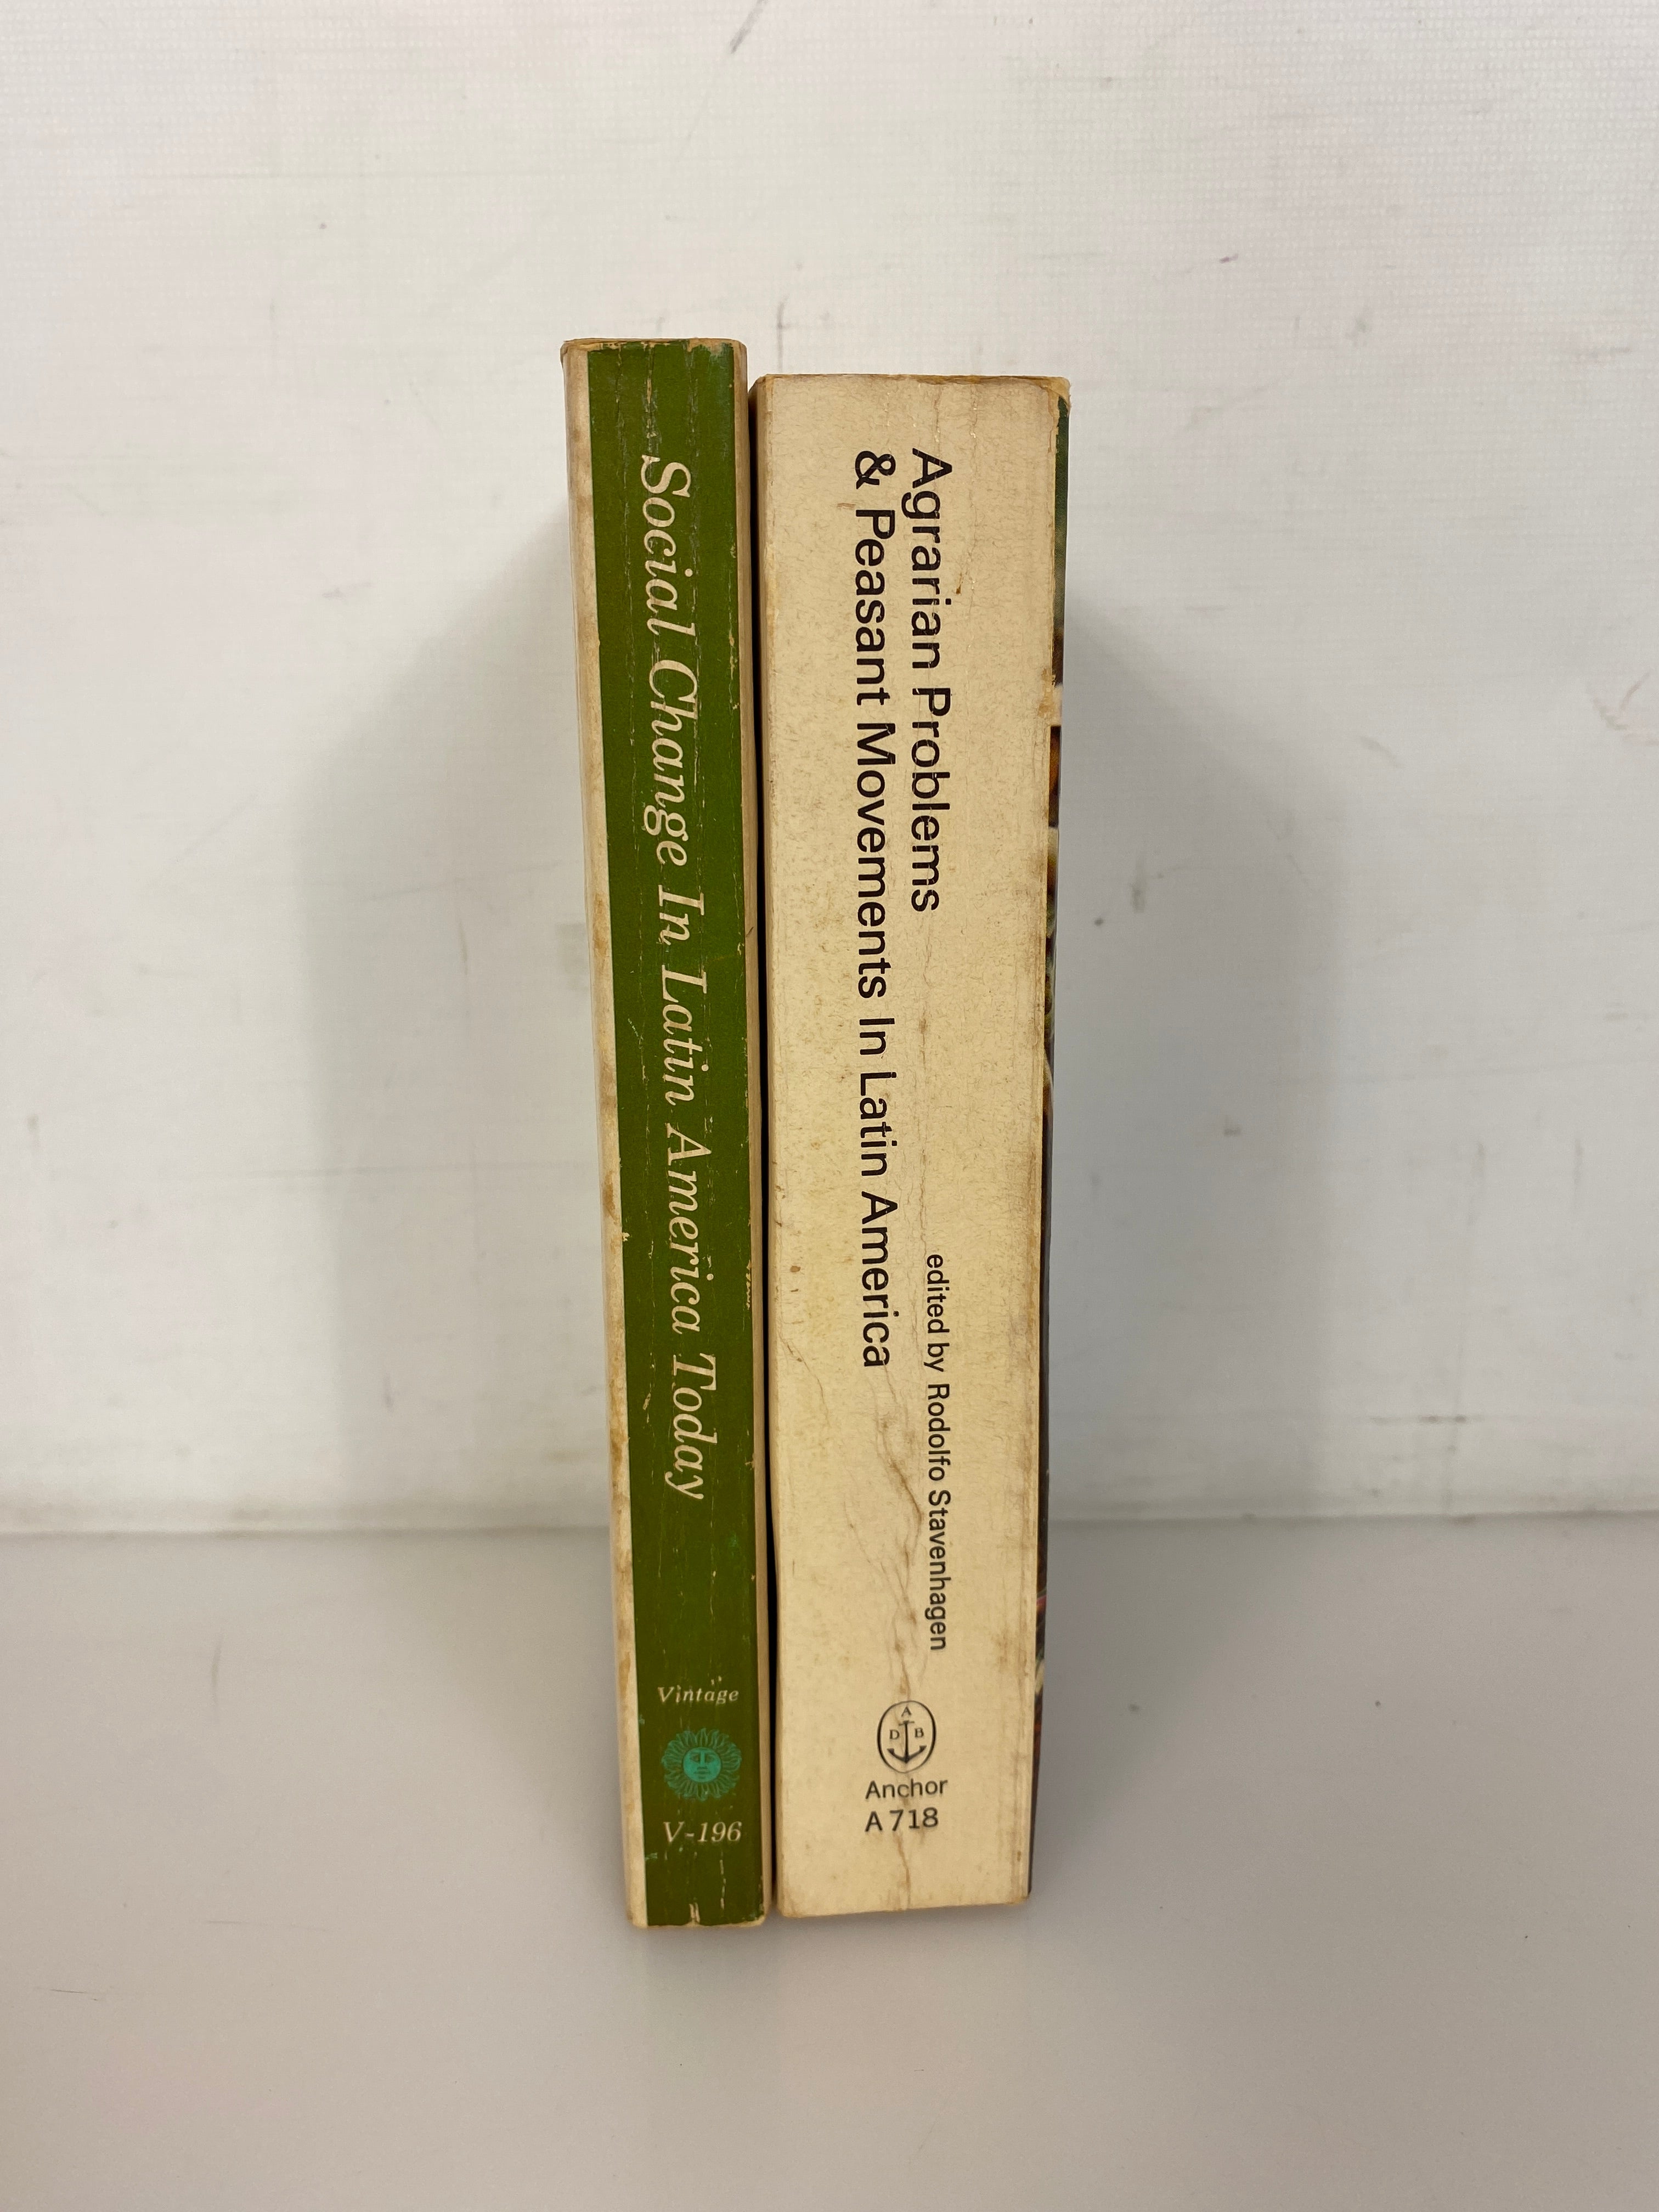 Social Change In Latin America Today
Vintage
V-196
Agrarian Problems
& Peasant Movements In Latin America
edited by Rodolfo Stavenhagen
A
D B
Anchor
A 718